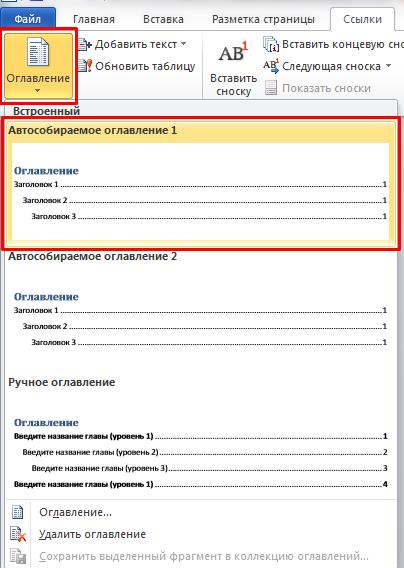 Файл Главная Вставка Разметка страницы Ссылки
Оглавление
Добавить текст
Обновить таблицу
AB1
Вставить сноску
Вставить концевую сно
AB1 Следующая сноска
Показать сноски
Встроенный
Автособираемое оглавление 1
Оглавление
Заголовок 1 ... 1
Заголовок 2 ... 1
Заголовок 3 ... 1
Автособираемое оглавление 2
Оглавление
Заголовок 1 ... 1
Заголовок 2 ... 1
Заголовок 3 ... 1
Ручное оглавление
Оглавление
Введите название главы (уровень 1) ... 1
Введите название главы (уровень 2) ... 2
Введите название главы (уровень 3) ... 3
Введите название главы (уровень 1) ... 4
Оглавление...
Удалить оглавление
Сохранить выделенный фрагмент в коллекцию оглавлений...